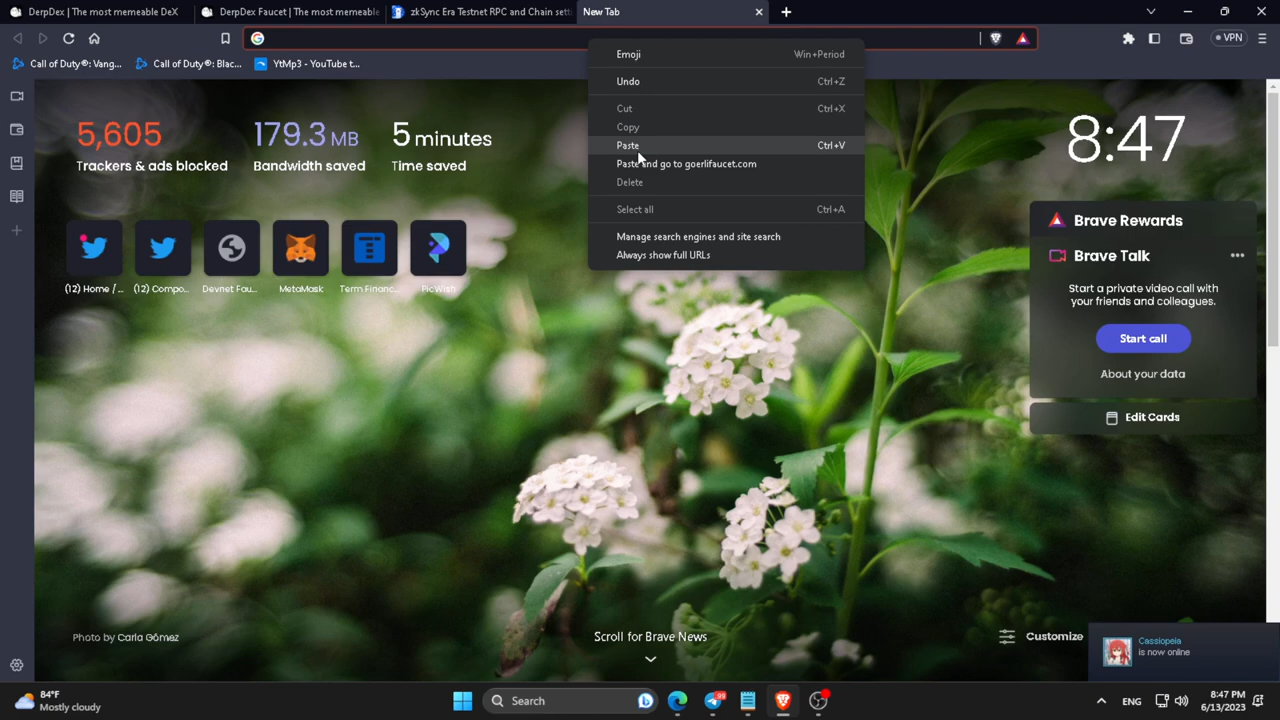 DerpDex | The most memeable DeX
DerpDex Faucet | The most memeable
zkSync Era Testnet RPC and Chain sett
New Tab
VPN
Call of Duty®: Vang...
Call of Duty®: Blac...
YtMp3 - YouTube t...
Emoji Win+Period
Undo Ctrl+Z
Cut Ctrl+X
Copy
Paste Ctrl+V
Paste and go to goerlifaucet.com
Delete
Select all Ctrl+A
Manage search engines and site search
Always show full URLs
5,605
Trackers & ads blocked
179.3 MB
Bandwidth saved
5 minutes
Time saved
8:47
(12) Home / ...
(12) Compo...
Devnet Fau...
MetaMask
Term Financ...
PicWish
Brave Rewards
Brave Talk
Start a private video call with
your friends and colleagues.
Start call
About your data
Edit Cards
Photo by Carla Gómez
Scroll for Brave News
Customize
Cassiopeia
is now online
84°F
Mostly cloudy
Search
99
ENG
8:47 PM
6/13/2023